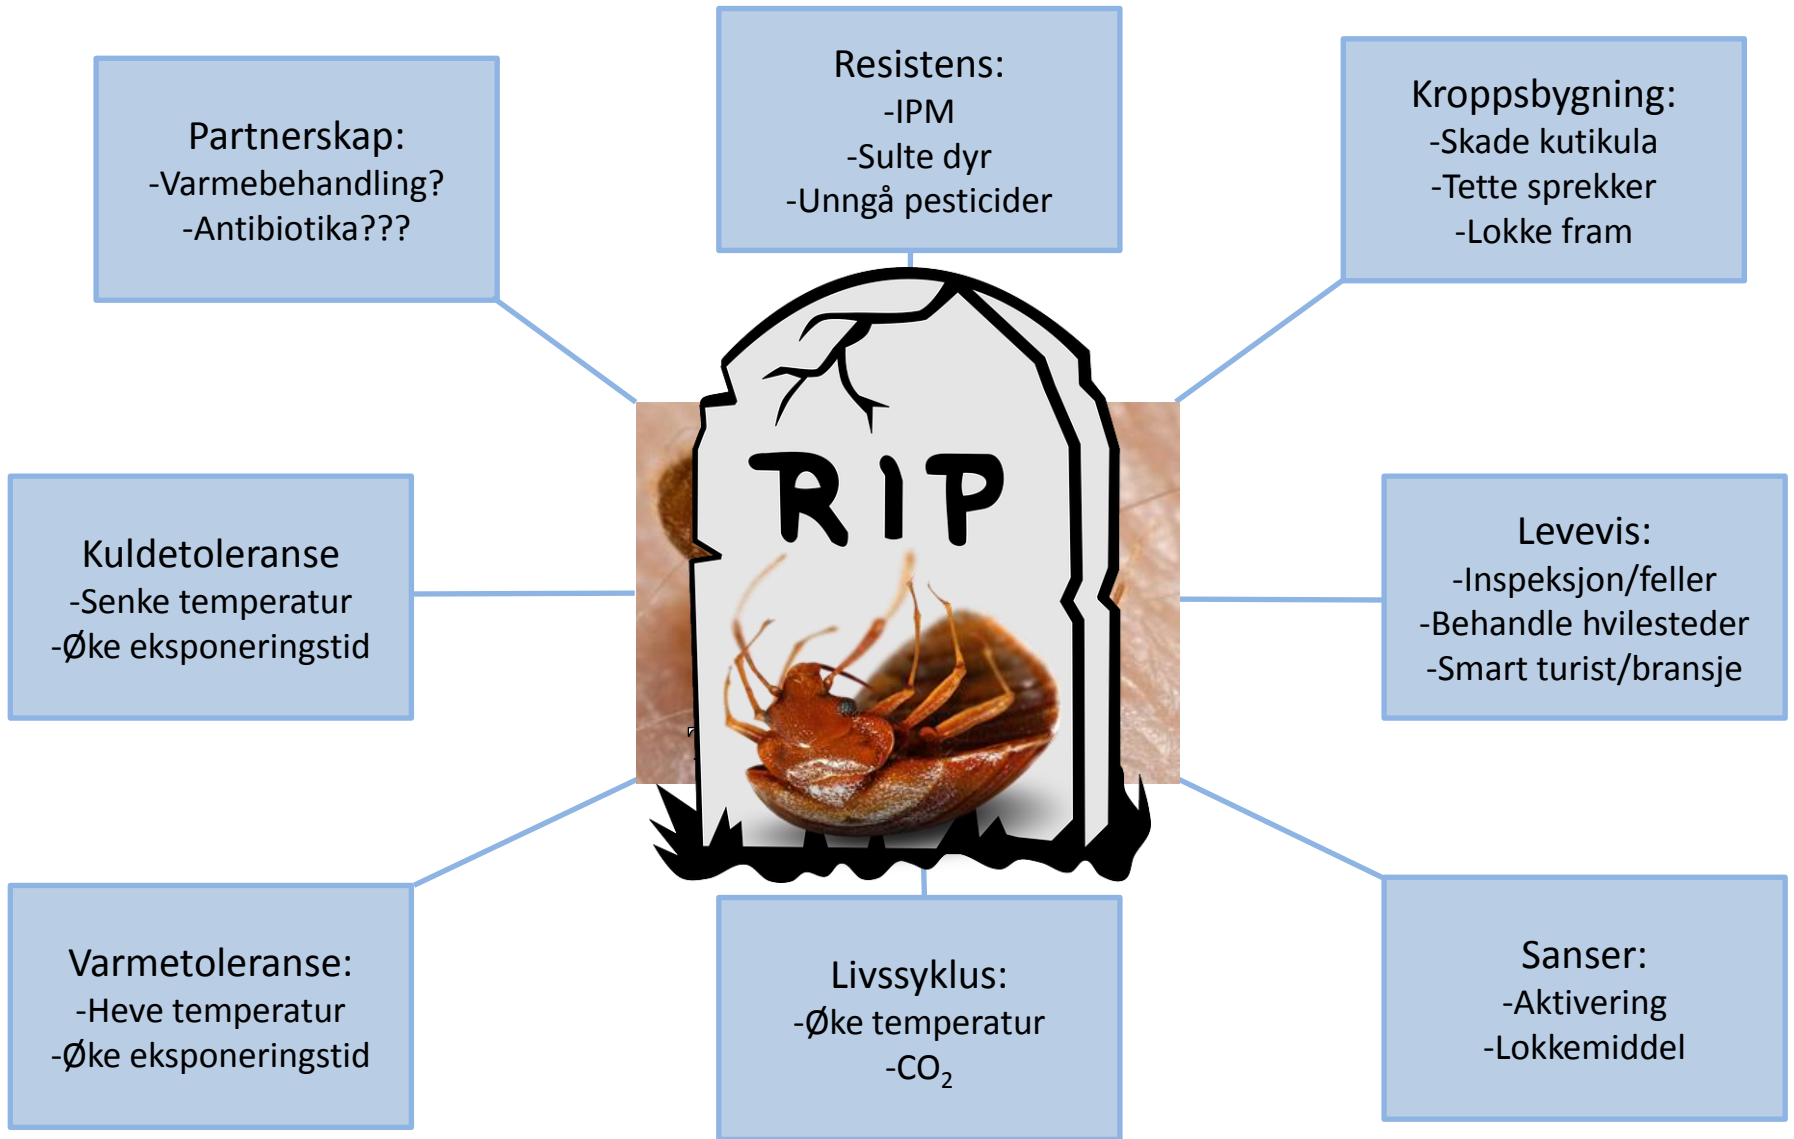 Resistens:
-IPM
-Sulte dyr
-Unngå pesticider
Partnerskap:
-Varmebehandling?
-Antibiotika???
Kroppsbygning:
-Skade kutikula
-Tette sprekker
-Lokke fram
RIP
Kuldetoleranse
-Senke temperatur
-Øke eksponeringstid
Levevis:
-Inspeksjon/feller
-Behandle hvilesteder
-Smart turist/bransje
Varmetoleranse:
-Heve temperatur
-Øke eksponeringstid
Livssyklus:
-Øke temperatur
-CO₂
Sanser:
-Aktivering
-Lokkemiddel